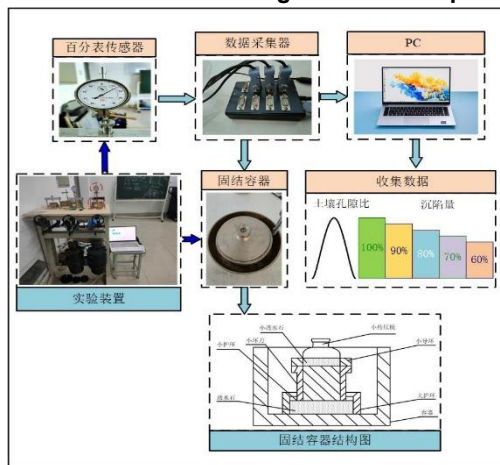 百分表传感器
数据采集器
PC
固结容器
收集数据
土壤孔隙比
沉陷量
100%
90%
80%
70%
60%
实验装置
小透水石
小传压板
小护环
小环刀
小导环
透水石
大护环
容器
固结容器结构图